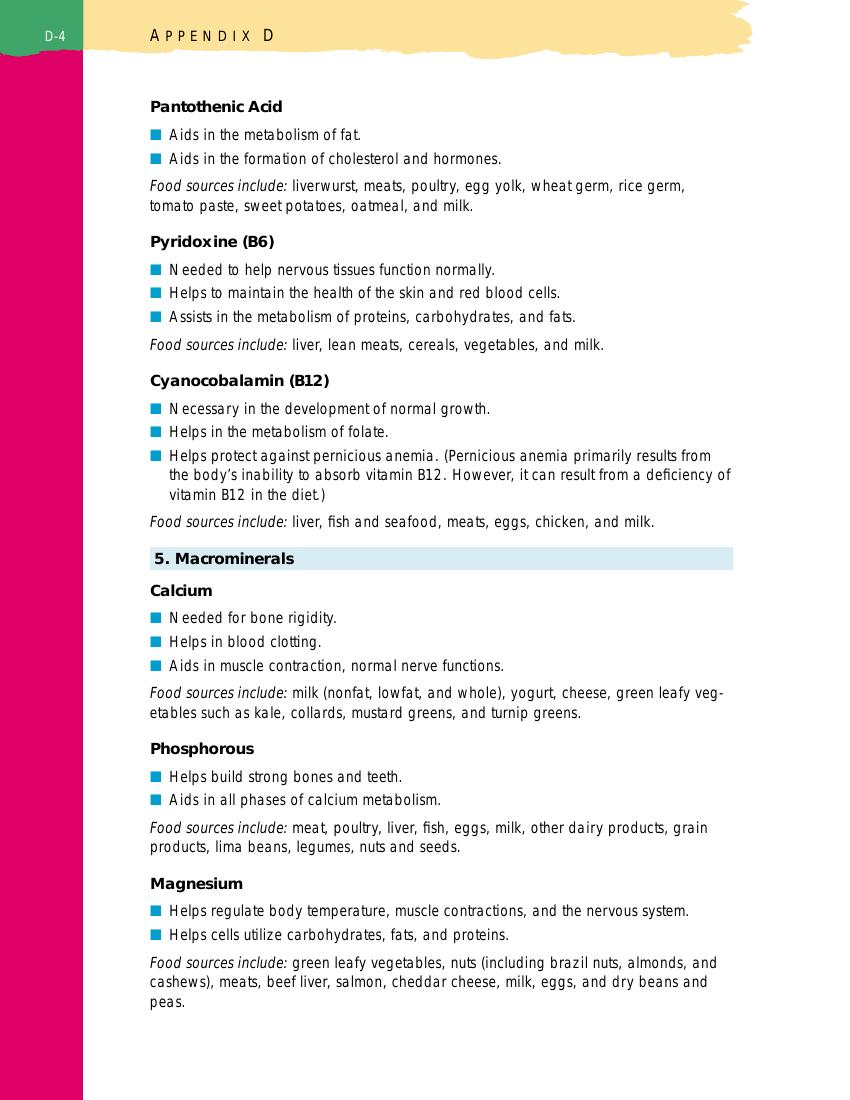 D-4
APPENDIX D
Pantothenic Acid
■ Aids in the metabolism of fat.
■ Aids in the formation of cholesterol and hormones.
Food sources include: liverwurst, meats, poultry, egg yolk, wheat germ, rice germ,
tomato paste, sweet potatoes, oatmeal, and milk.
Pyridoxine (B6)
■ Needed to help nervous tissues function normally.
■ Helps to maintain the health of the skin and red blood cells.
■ Assists in the metabolism of proteins, carbohydrates, and fats.
Food sources include: liver, lean meats, cereals, vegetables, and milk.
Cyanocobalamin (B12)
■ Necessary in the development of normal growth.
■ Helps in the metabolism of folate.
■ Helps protect against pernicious anemia. (Pernicious anemia primarily results from
the body's inability to absorb vitamin B12. However, it can result from a deficiency of
vitamin B12 in the diet.)
Food sources include: liver, fish and seafood, meats, eggs, chicken, and milk.
5. Macrominerals
Calcium
■ Needed for bone rigidity.
■ Helps in blood clotting.
■ Aids in muscle contraction, normal nerve functions.
Food sources include: milk (nonfat, lowfat, and whole), yogurt, cheese, green leafy veg-
etables such as kale, collards, mustard greens, and turnip greens.
Phosphorous
■ Helps build strong bones and teeth.
■ Aids in all phases of calcium metabolism.
Food sources include: meat, poultry, liver, fish, eggs, milk, other dairy products, grain
products, lima beans, legumes, nuts and seeds.
Magnesium
■ Helps regulate body temperature, muscle contractions, and the nervous system.
■ Helps cells utilize carbohydrates, fats, and proteins.
Food sources include: green leafy vegetables, nuts (including brazil nuts, almonds, and
cashews), meats, beef liver, salmon, cheddar cheese, milk, eggs, and dry beans and
peas.